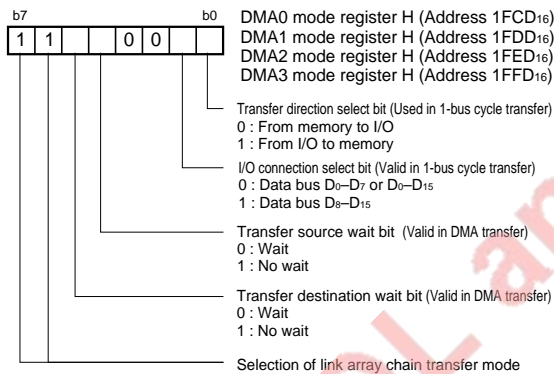 b7 b0
1 1 0 0
DMA0 mode register H (Address 1FCD16)
DMA1 mode register H (Address 1FDD16)
DMA2 mode register H (Address 1FED16)
DMA3 mode register H (Address 1FFD16)
Transfer direction select bit (Used in 1-bus cycle transfer)
0 : From memory to I/O
1 : From I/O to memory
I/O connection select bit (Valid in 1-bus cycle transfer)
0 : Data bus D0–D7 or D0–D15
1 : Data bus D8–D15
Transfer source wait bit (Valid in DMA transfer)
0 : Wait
1 : No wait
Transfer destination wait bit (Valid in DMA transfer)
0 : Wait
1 : No wait
Selection of link array chain transfer mode